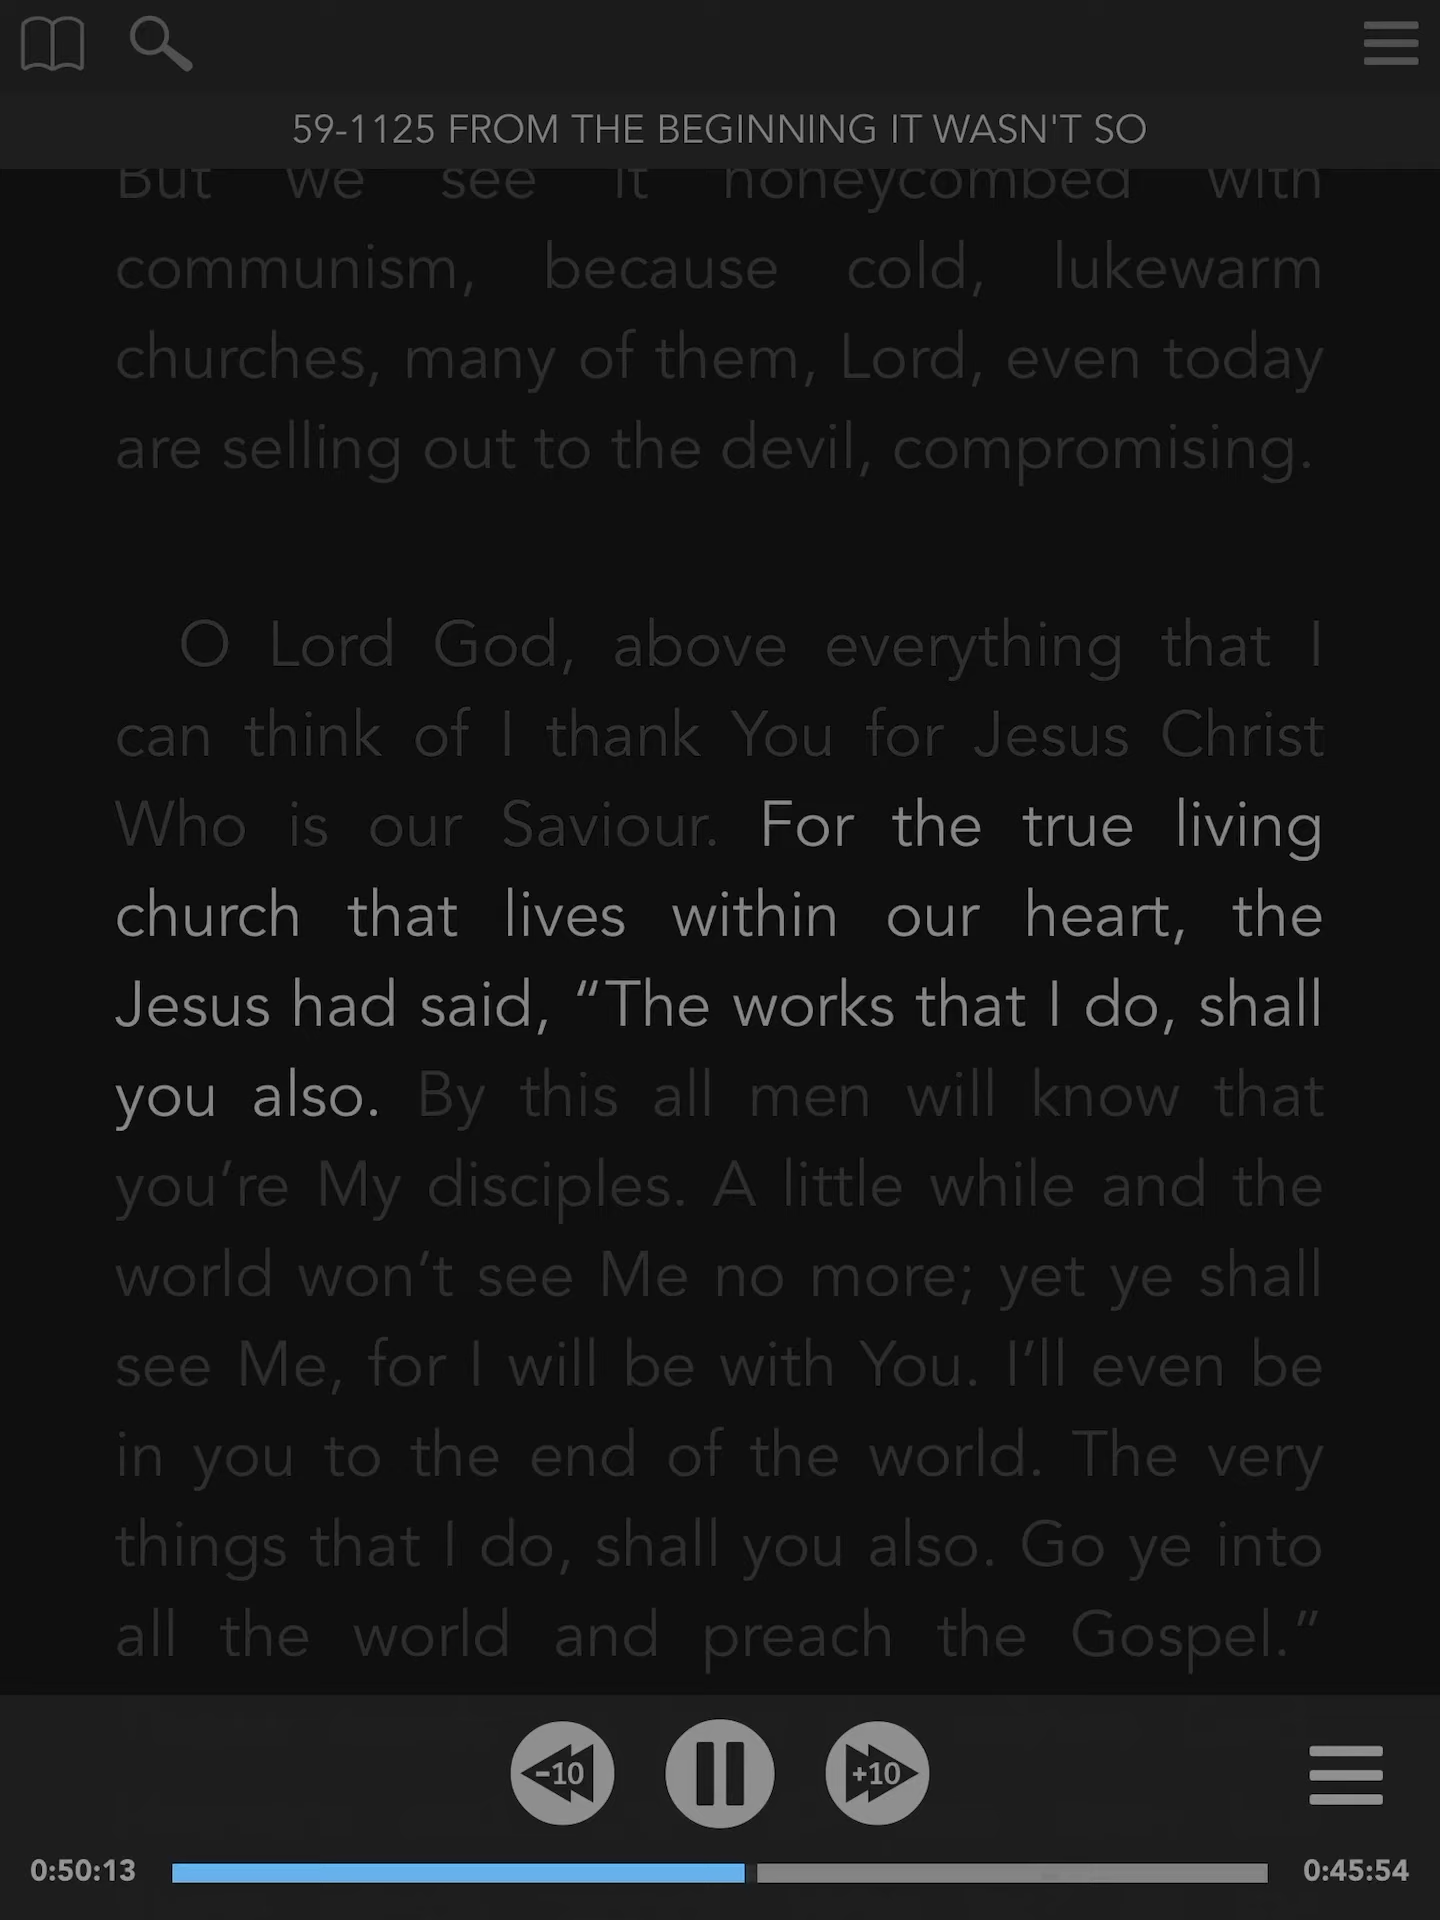 59-1125 FROM THE BEGINNING IT WASN'T SO
But we see it honeycombed with
communism, because cold, lukewarm
churches, many of them, Lord, even today
are selling out to the devil, compromising.
O Lord God, above everything that I
can think of I thank You for Jesus Christ
Who is our Saviour. For the true living
church that lives within our heart, the
Jesus had said, “The works that I do, shall
you also. By this all men will know that
you’re My disciples. A little while and the
world won’t see Me no more; yet ye shall
see Me, for I will be with You. I’ll even be
in you to the end of the world. The very
things that I do, shall you also. Go ye into
all the world and preach the Gospel.”
-10 +10
0:50:13 0:45:54